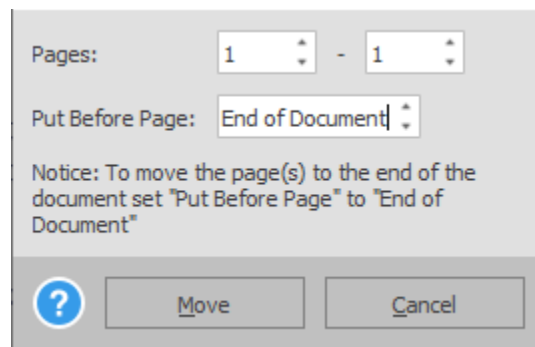 Pages: 1 - 1
Put Before Page: End of Document
Notice: To move the page(s) to the end of the
document set "Put Before Page" to "End of
Document"
? Move Cancel